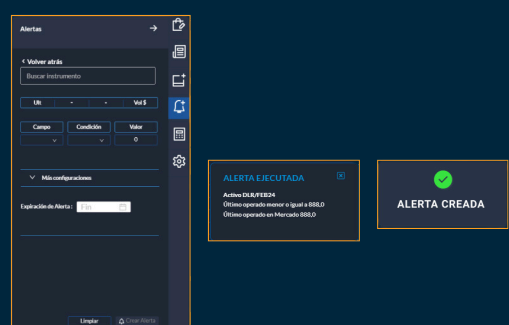 Alertas
< Volver atrás
Buscar instrumento
Ult - - Vol $
Campo Condición Valor
0
Más configuraciones
Expiración de Alerta: Fin
Limpiar Crear Alerta
ALERTA EJECUTADA
Activo DLR/FEB24
Último operado menor o igual a 888,0
Último operado en Mercado 888,0
ALERTA CREADA